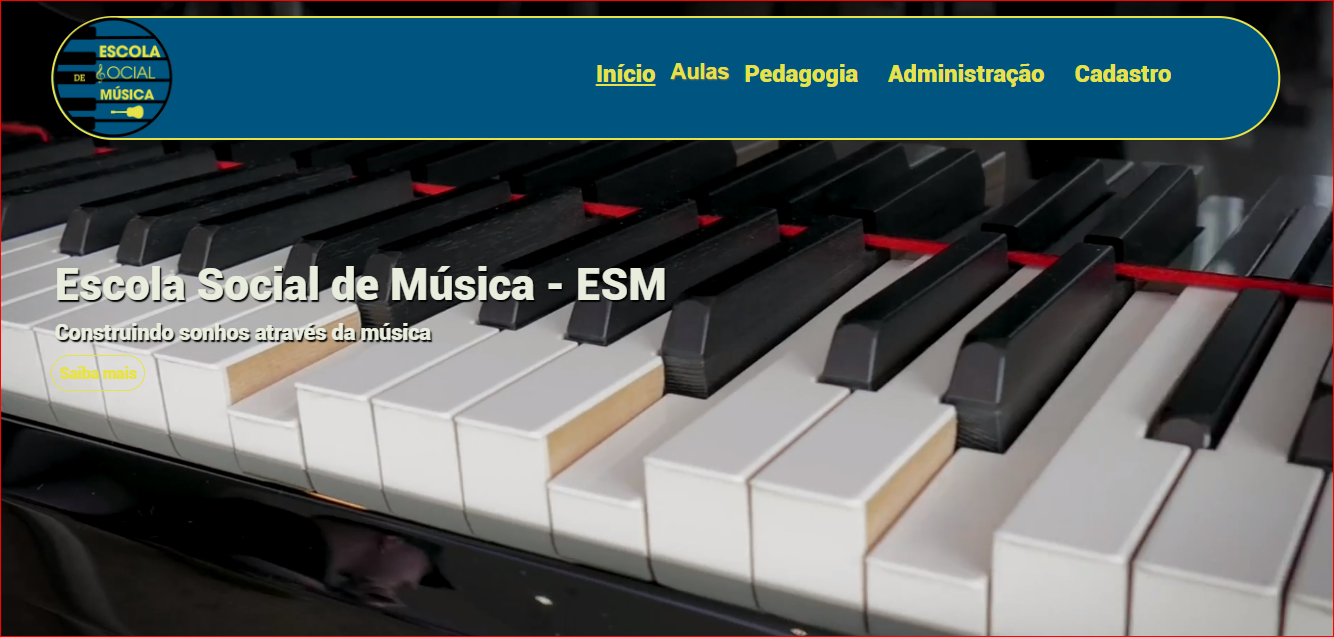 ESCOLA
DE SOCIAL
MÚSICA
Início Aulas Pedagogia Administração Cadastro
Escola Social de Música - ESM
Construindo sonhos através da música
Saiba mais